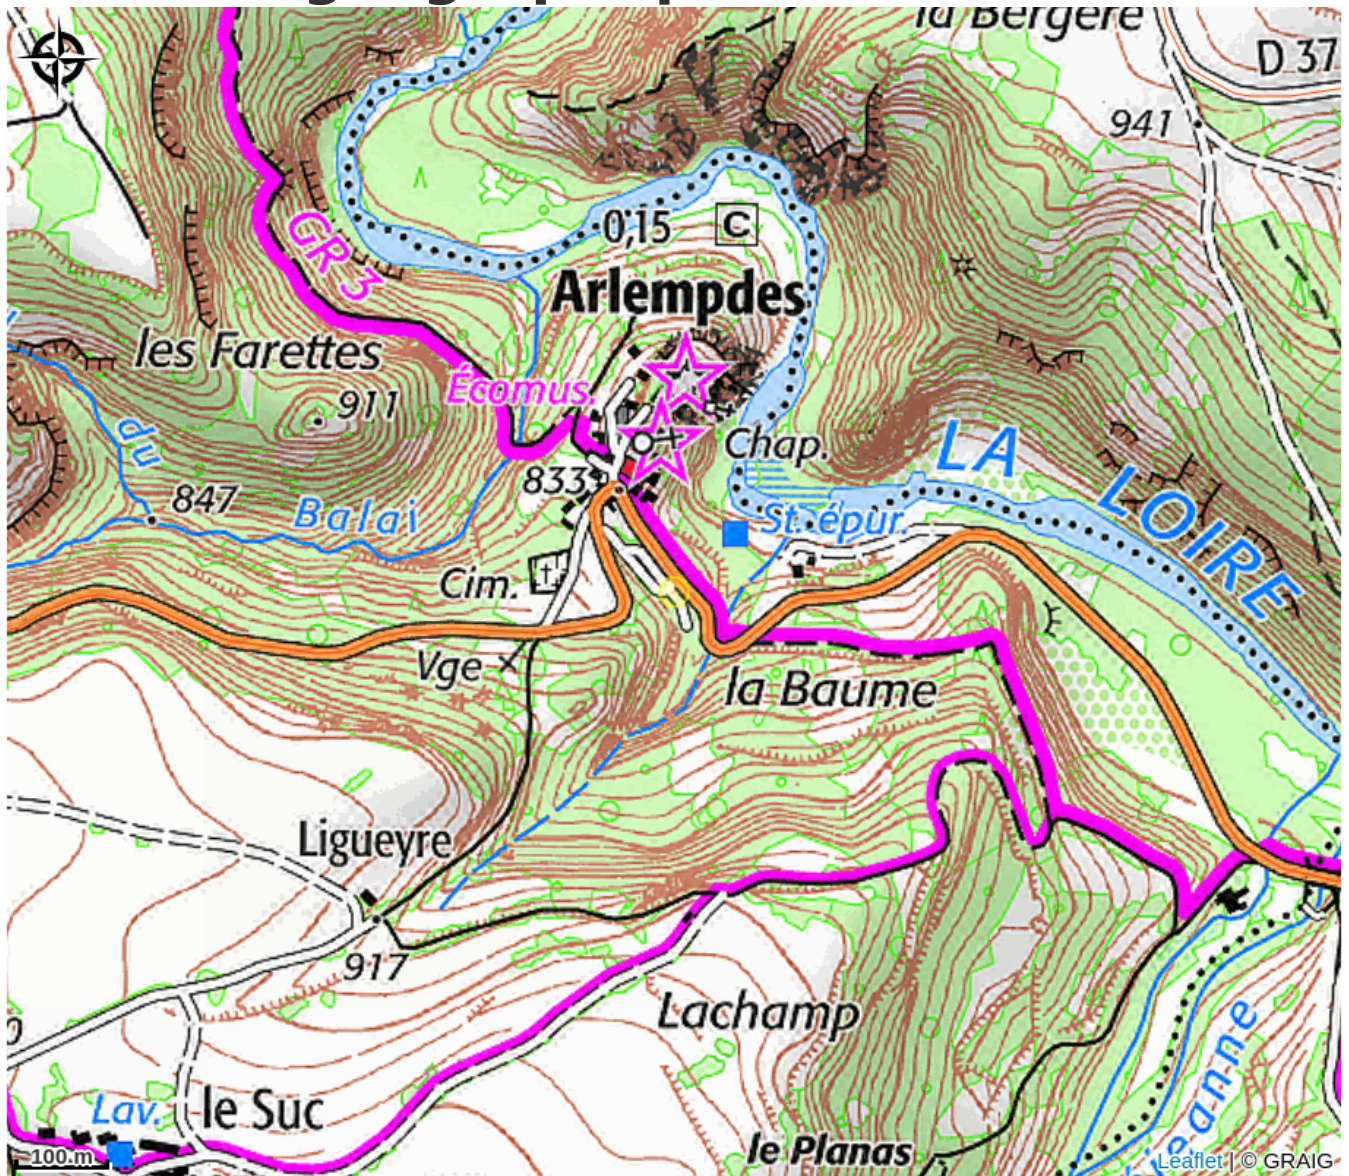 la Bergère
D 37
941
GR 3
0,15
C
Arlempdes
les Farettes
Écomus.
911
du
Chap.
LA
LOIRE
833
847
Balai
St. épur.
Cim.
Vge
la Baume
Ligueyre
917
Lachamp
Lav.
le Suc
le Planas
eanne
100 m
Leaflet | © GRAIG